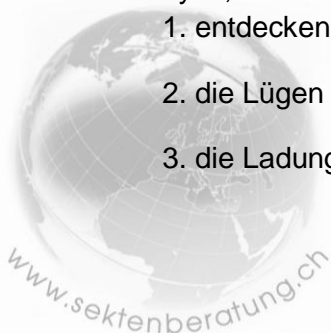 1. entdecken
2. die Lügen
3. die Ladung
www.sektenberatung.ch